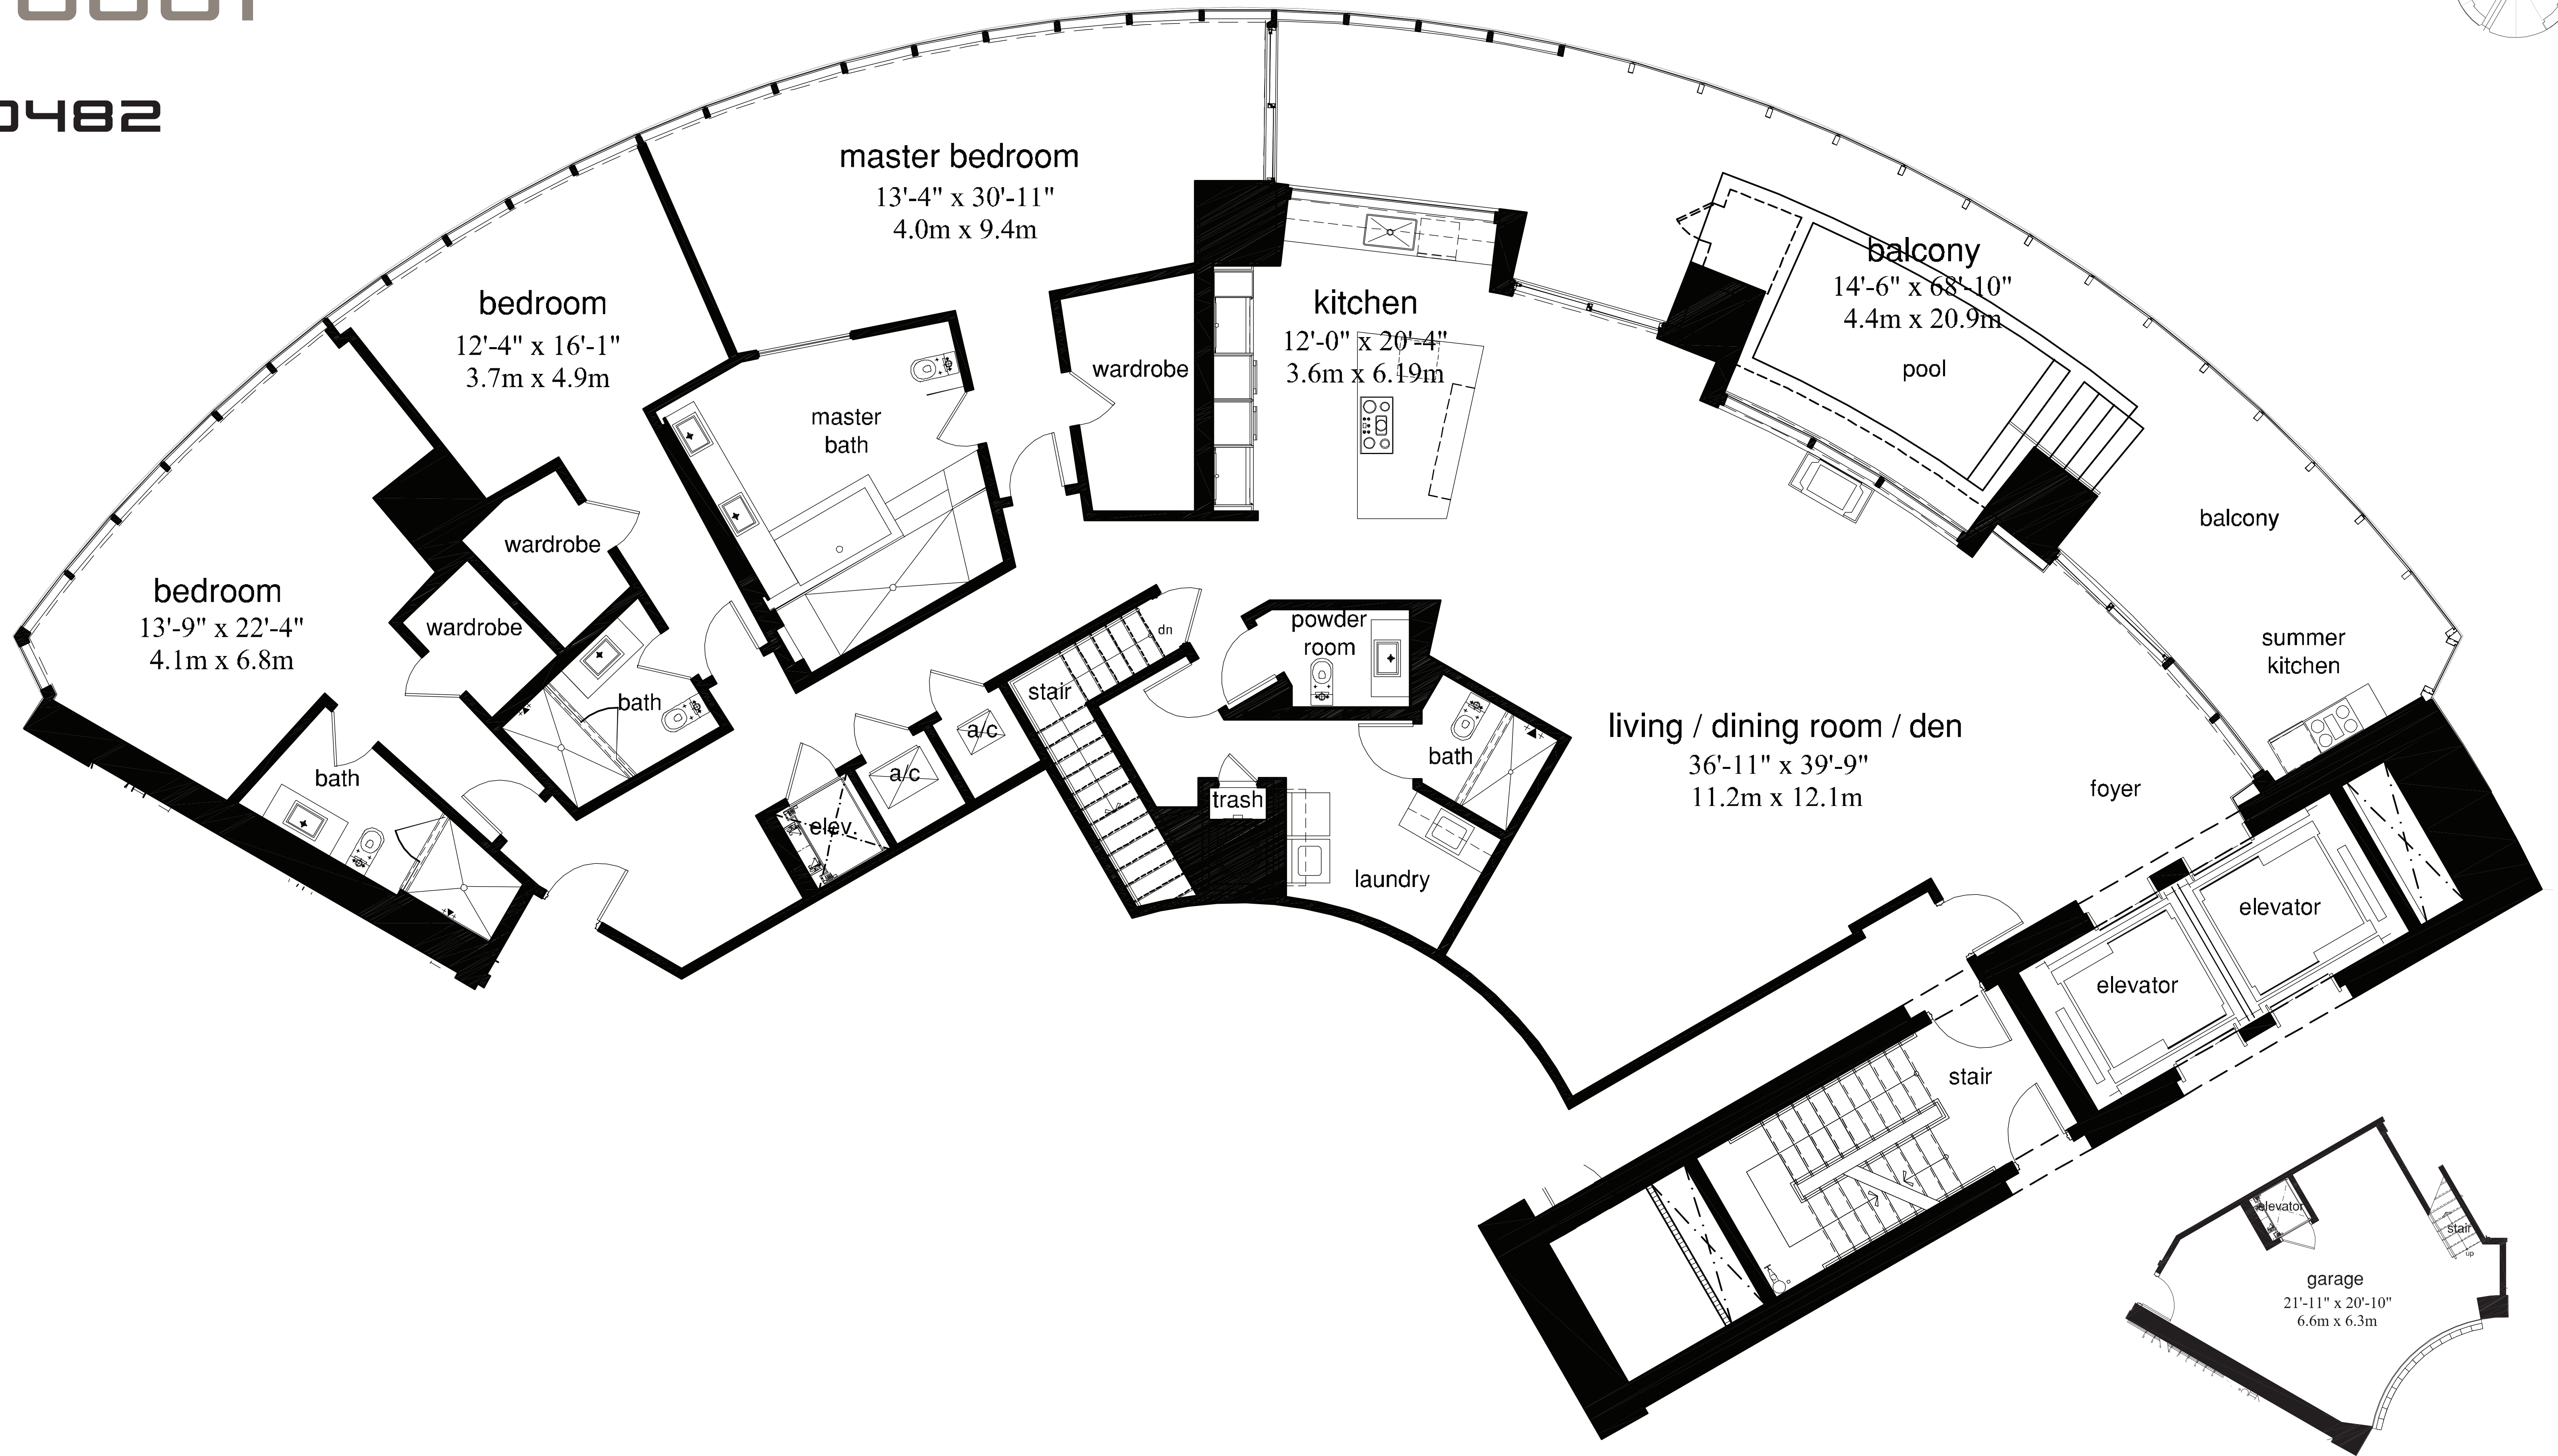 0482
master bedroom
13'-4" x 30'-11"
4.0m x 9.4m
bedroom
12'-4" x 16'-1"
3.7m x 4.9m
kitchen
12'-0" x 20'-4"
3.6m x 6.19m
balcony
14'-6" x 68'-10"
4.4m x 20.9m
pool
wardrobe
master
bath
wardrobe
balcony
bedroom
13'-9" x 22'-4"
4.1m x 6.8m
wardrobe
bath
bath
stair
dn
powder
room
a/c
a/c
elev.
trash
bath
laundry
living / dining room / den
36'-11" x 39'-9"
11.2m x 12.1m
summer
kitchen
foyer
elevator
elevator
stair
elevator
stair
up
garage
21'-11" x 20'-10"
6.6m x 6.3m